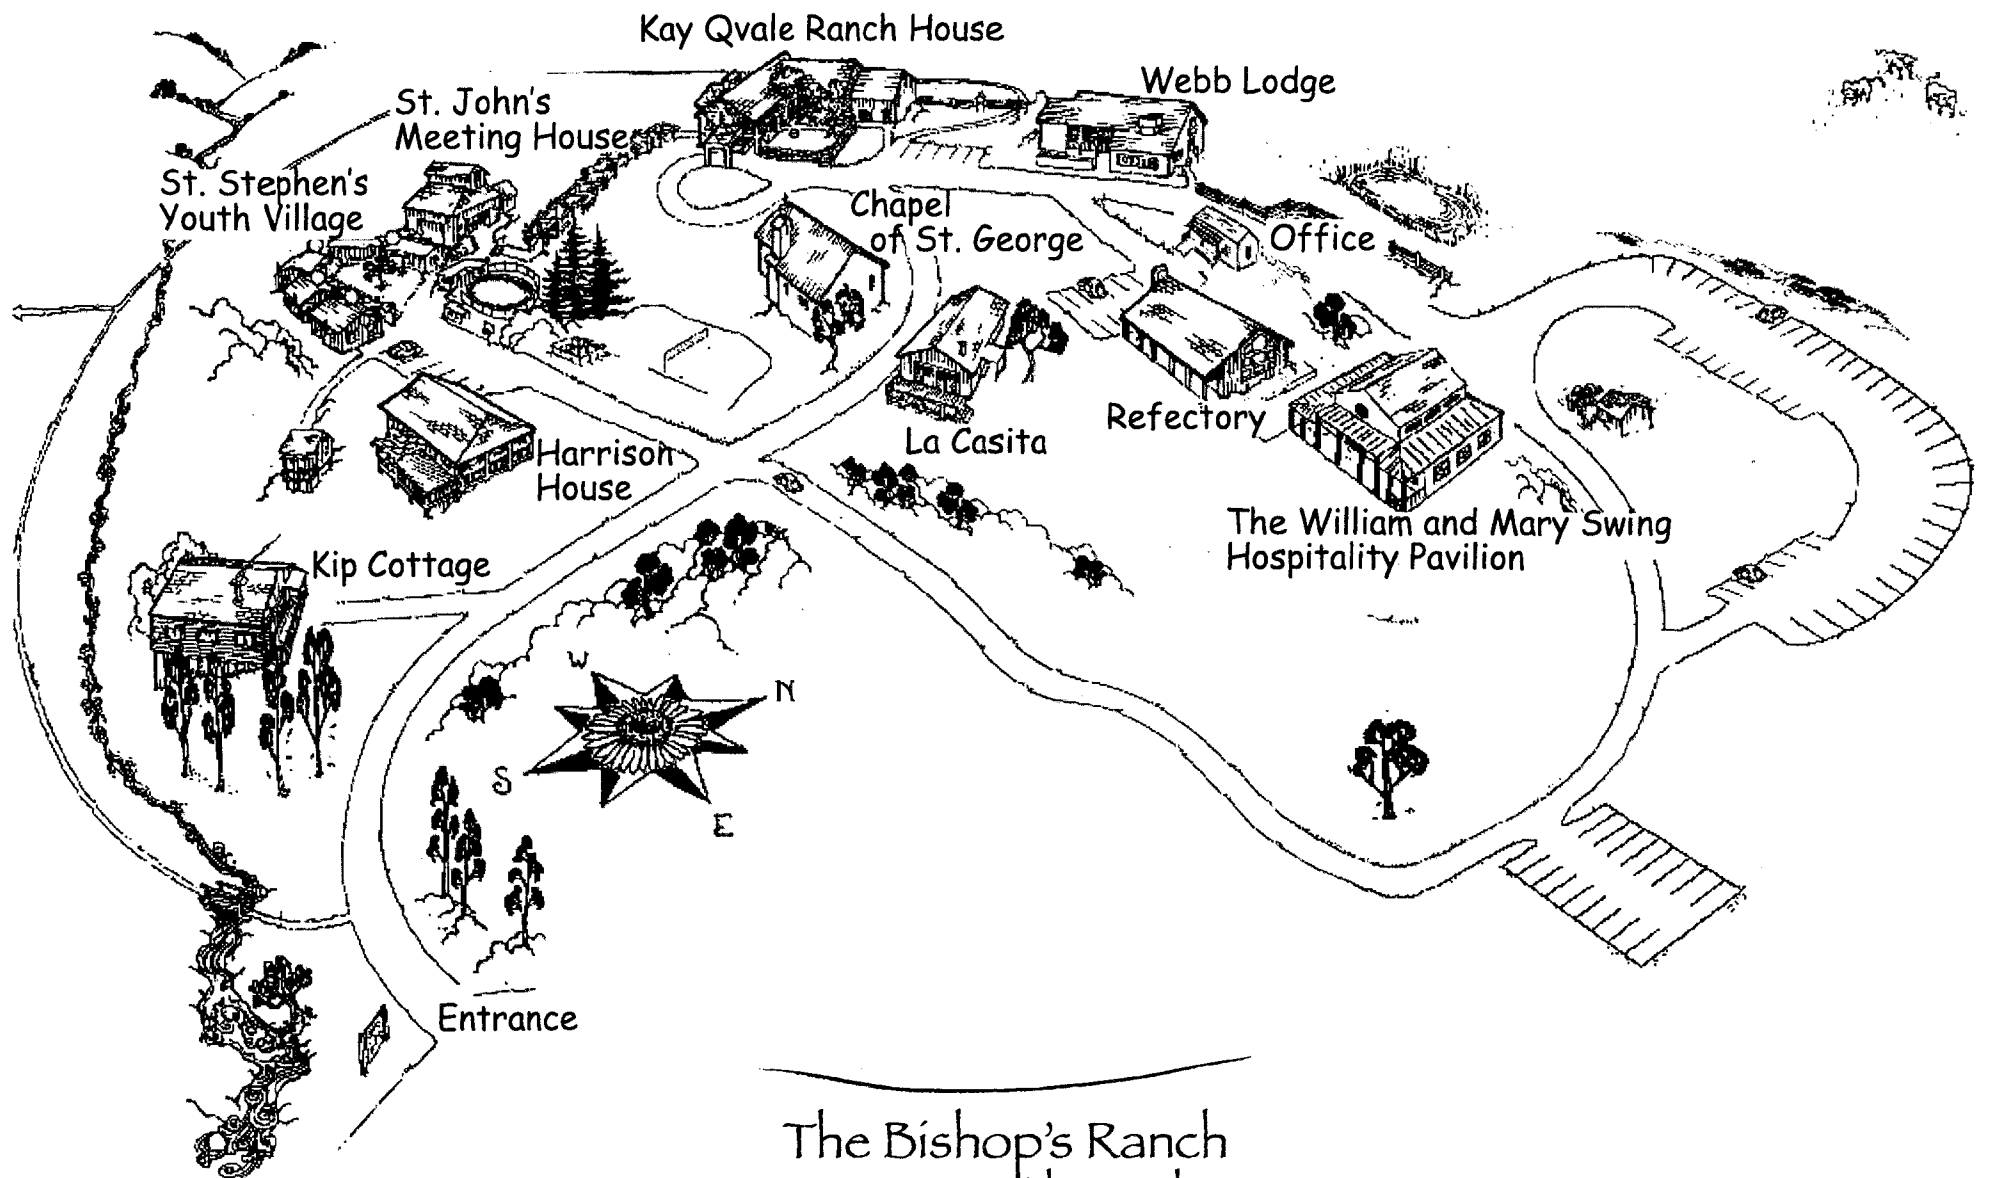 Kay Qvale Ranch House
Webb Lodge
St. John's
Meeting House
St. Stephen's
Youth Village
Chapel
of St. George
Office
Refectory
La Casita
Harrison
House
The William and Mary Swing
Hospitality Pavilion
Kip Cottage
W
N
S
E
Entrance
The Bishop's Ranch